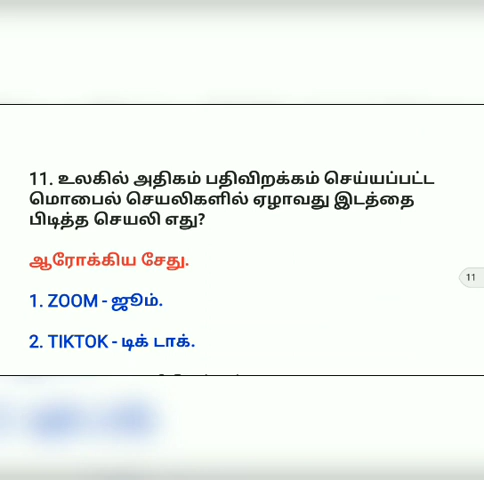 11. உலகில் அதிகம் பதிவிறக்கம் செய்யப்பட்ட
மொபைல் செயலிகளில் ஏழாவது இடத்தை
பிடித்த செயலி எது?
ஆரோக்கிய சேது.
11
1. ZOOM - ஜூம்.
2. TIKTOK - டிக் டாக்.